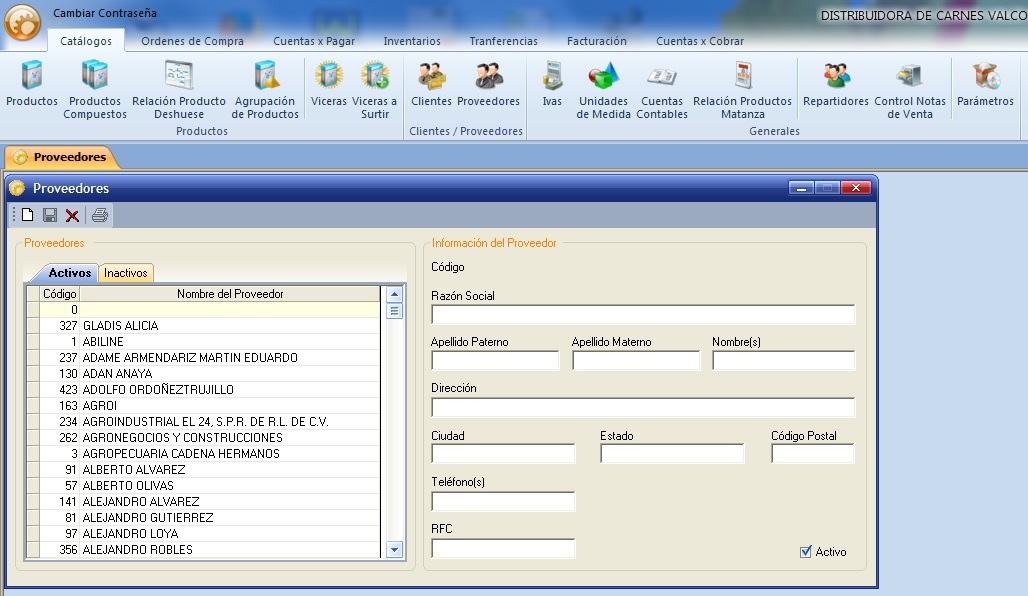 Cambiar Contraseña
DISTRIBUIDORA DE CARNES VALCO
Catálogos Ordenes de Compra Cuentas x Pagar Inventarios Tranferencias Facturación Cuentas x Cobrar
Productos Productos Compuestos Relación Producto Deshuese Agrupación de Productos Viceras Viceras a Surtir Clientes Proveedores Ivas Unidades de Medida Cuentas Contables Relación Productos Matanza Repartidores Control Notas de Venta Parámetros
Productos Clientes / Proveedores Generales
Proveedores
Proveedores
Proveedores
Activos Inactivos
Código Nombre del Proveedor
0
327 GLADIS ALICIA
1 ABILINE
237 ADAME ARMENDARIZ MARTIN EDUARDO
130 ADAN ANAYA
423 ADOLFO ORDOÑEZTRUJILLO
163 AGROI
234 AGROINDUSTRIAL EL 24, S.P.R. DE R.L. DE C.V.
262 AGRONEGOCIOS Y CONSTRUCCIONES
3 AGROPECUARIA CADENA HERMANOS
91 ALBERTO ALVAREZ
57 ALBERTO OLIVAS
141 ALEJANDRO ALVAREZ
81 ALEJANDRO GUTIERREZ
97 ALEJANDRO LOYA
356 ALEJANDRO ROBLES
Información del Proveedor
Código
Razón Social
Apellido Paterno Apellido Materno Nombre(s)
Dirección
Ciudad Estado Código Postal
Teléfono(s)
RFC
Activo